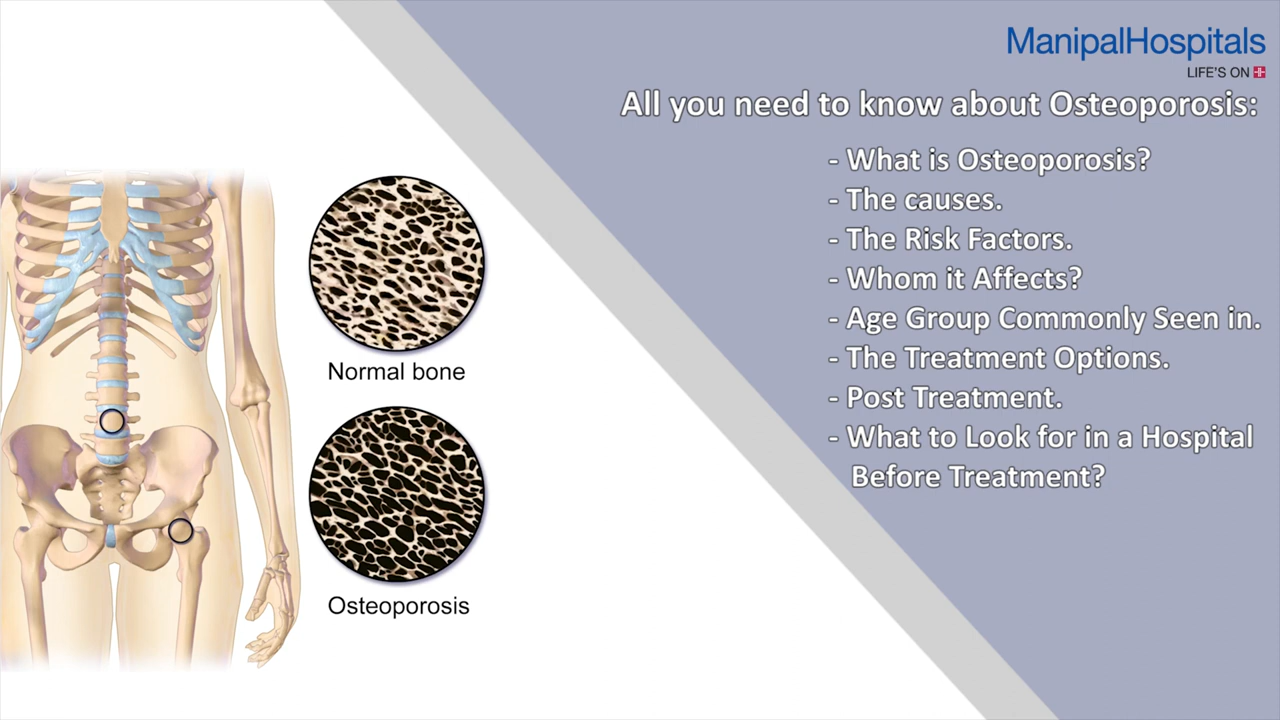 ManipalHospitals
LIFE'S ON
All you need to know about Osteoporosis:
- What is Osteoporosis?
- The causes.
- The Risk Factors.
- Whom it Affects?
- Age Group Commonly Seen in.
- The Treatment Options.
- Post Treatment.
- What to Look for in a Hospital
Before Treatment?
Normal bone
Osteoporosis